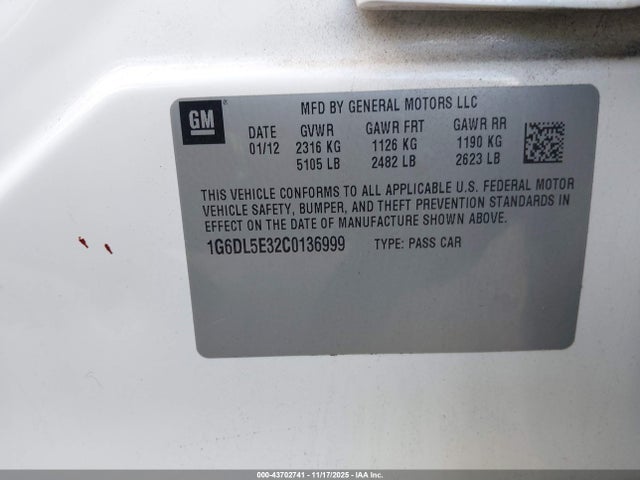 MFD BY GENERAL MOTORS LLC
GM
DATE GVWR GAWR FRT GAWR RR
01/12 2316 KG 1126 KG 1190 KG
5105 LB 2482 LB 2623 LB
THIS VEHICLE CONFORMS TO ALL APPLICABLE U.S. FEDERAL MOTOR
VEHICLE SAFETY, BUMPER, AND THEFT PREVENTION STANDARDS IN
EFFECT ON THE DATE OF MANUFACTURE SHOWN ABOVE.
1G6DL5E32C0136999 TYPE: PASS CAR
000-43702741 - 11/17/2025 - IAA Inc.